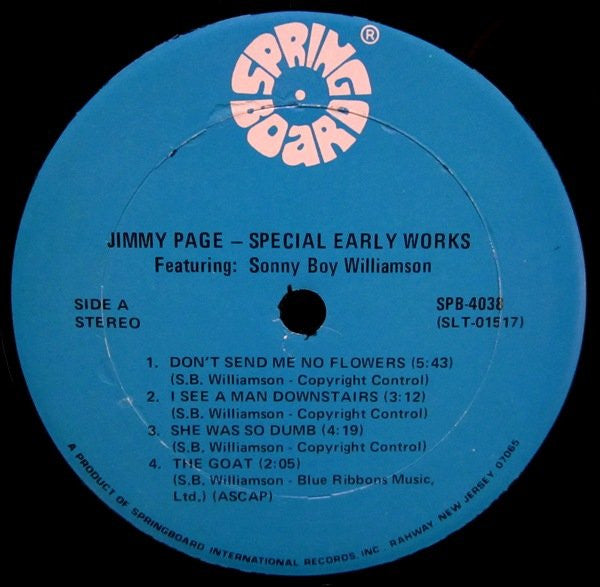 SPRINGBOARD®
JIMMY PAGE – SPECIAL EARLY WORKS
Featuring: Sonny Boy Williamson
SIDE A
STEREO
SPB-4038
(SLT-01517)
1. DON'T SEND ME NO FLOWERS (5:43)
(S.B. Williamson - Copyright Control)
2. I SEE A MAN DOWNSTAIRS (3:12)
(S.B. Williamson - Copyright Control)
3. SHE WAS SO DUMB (4:19)
(S.B. Williamson - Copyright Control)
4. THE GOAT (2:05)
(S.B. Williamson - Blue Ribbons Music,
Ltd.) (ASCAP)
A PRODUCT OF SPRINGBOARD INTERNATIONAL RECORDS, INC. RAHWAY NEW JERSEY 07065